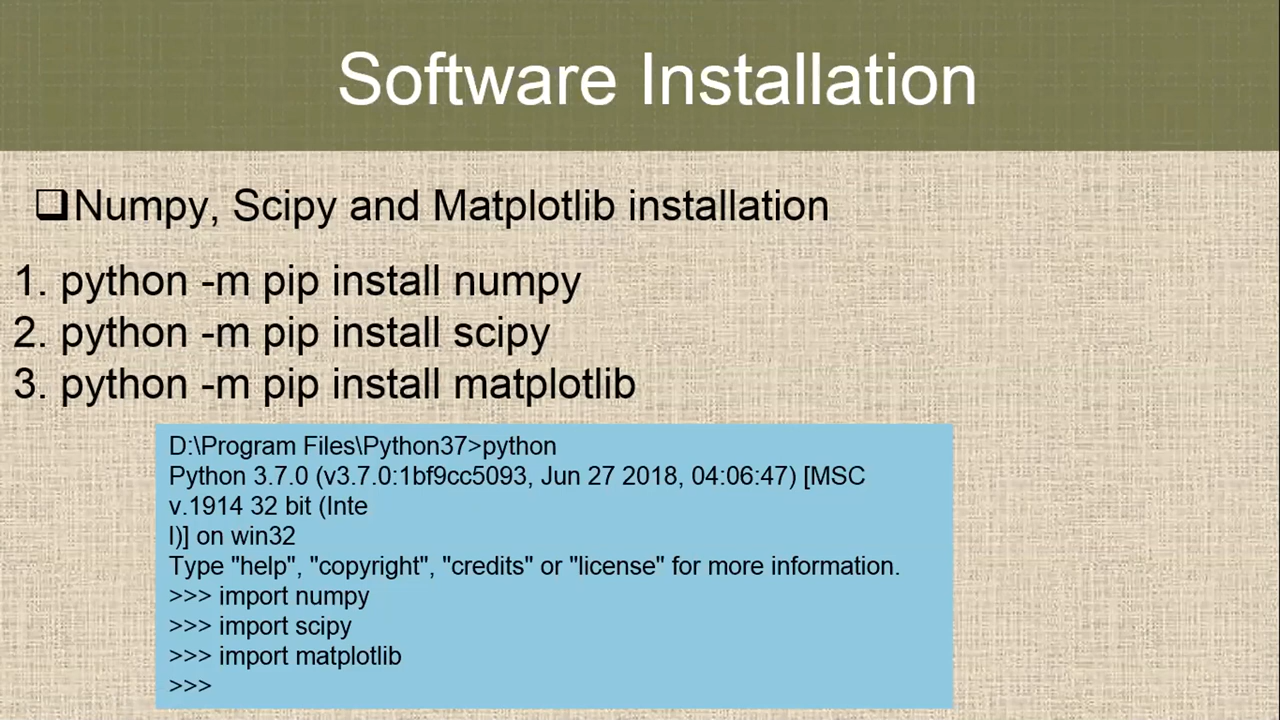 Software Installation
❑Numpy, Scipy and Matplotlib installation
1. python -m pip install numpy
2. python -m pip install scipy
3. python -m pip install matplotlib
D:\Program Files\Python37>python
Python 3.7.0 (v3.7.0:1bf9cc5093, Jun 27 2018, 04:06:47) [MSC
v.1914 32 bit (Inte
l)] on win32
Type "help", "copyright", "credits" or "license" for more information.
>>> import numpy
>>> import scipy
>>> import matplotlib
>>>